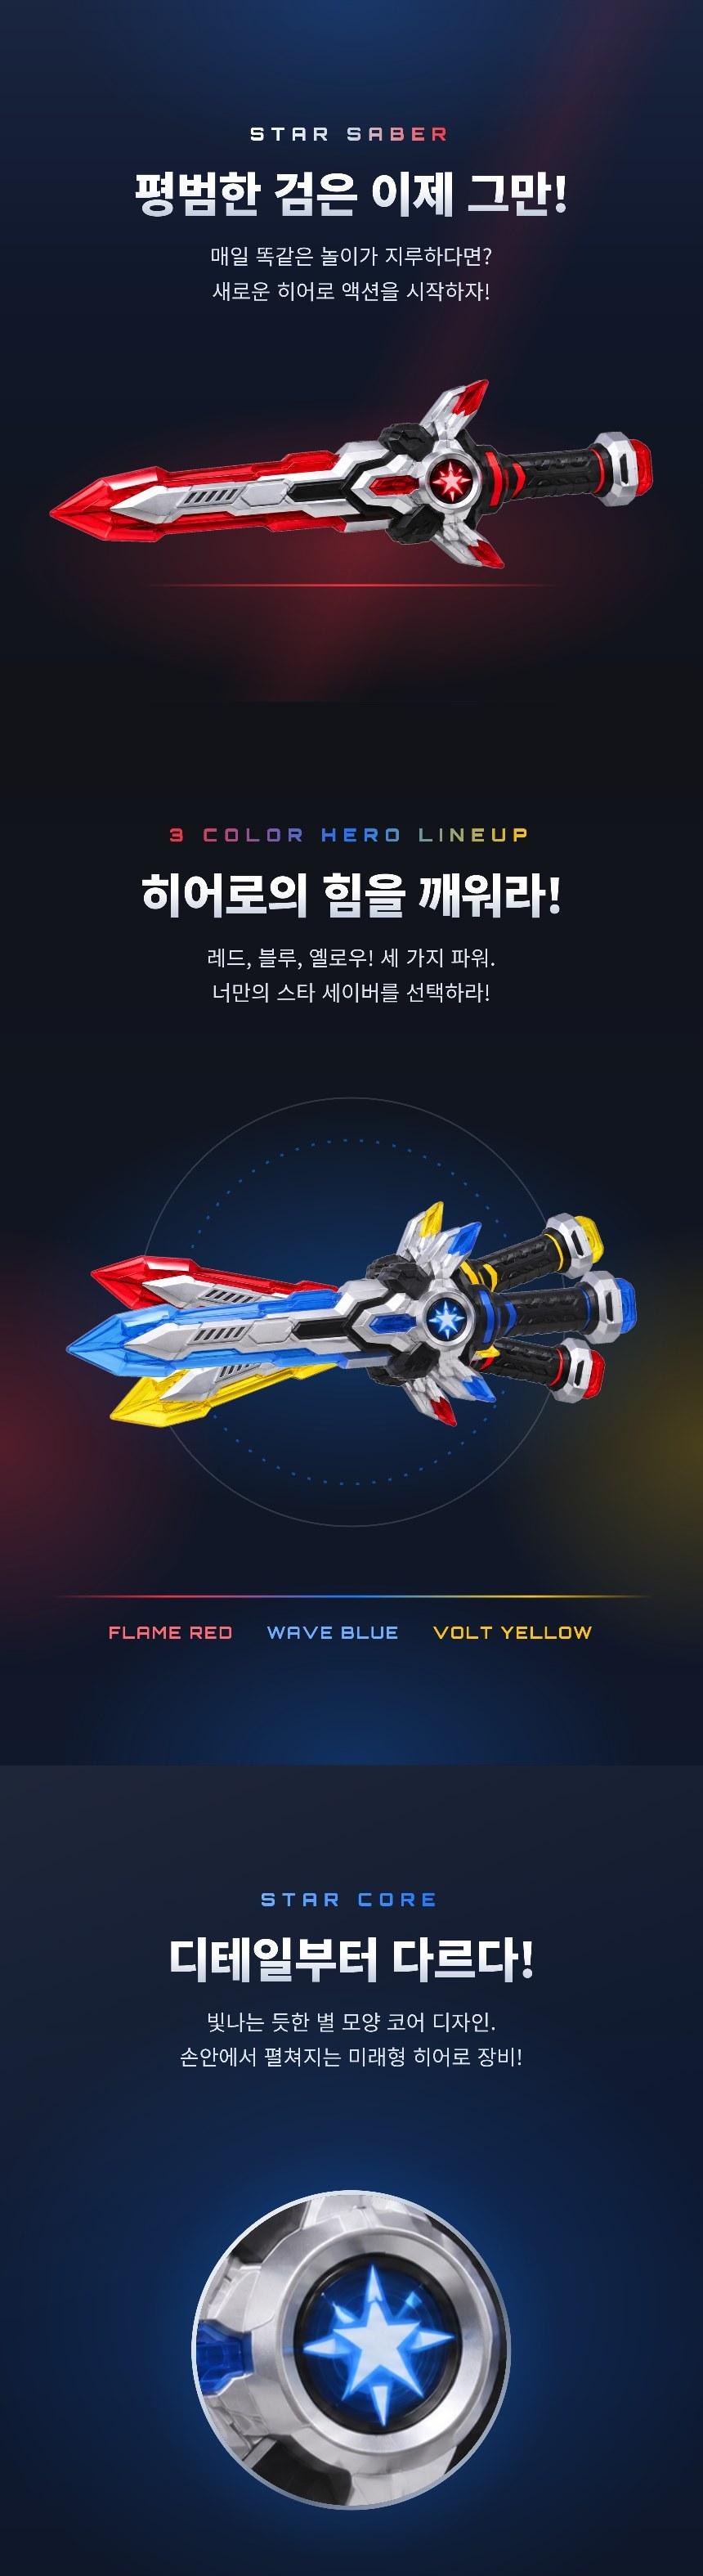 STAR SABER
평범한 검은 이제 그만!
매일 똑같은 놀이가 지루하다면?
새로운 히어로 액션을 시작하자!
3 COLOR HERO LINEUP
히어로의 힘을 깨워라!
레드, 블루, 옐로우! 세 가지 파워.
너만의 스타 세이버를 선택하라!
FLAME RED WAVE BLUE VOLT YELLOW
STAR CORE
디테일부터 다르다!
빛나는 듯한 별 모양 코어 디자인.
손안에서 펼쳐지는 미래형 히어로 장비!